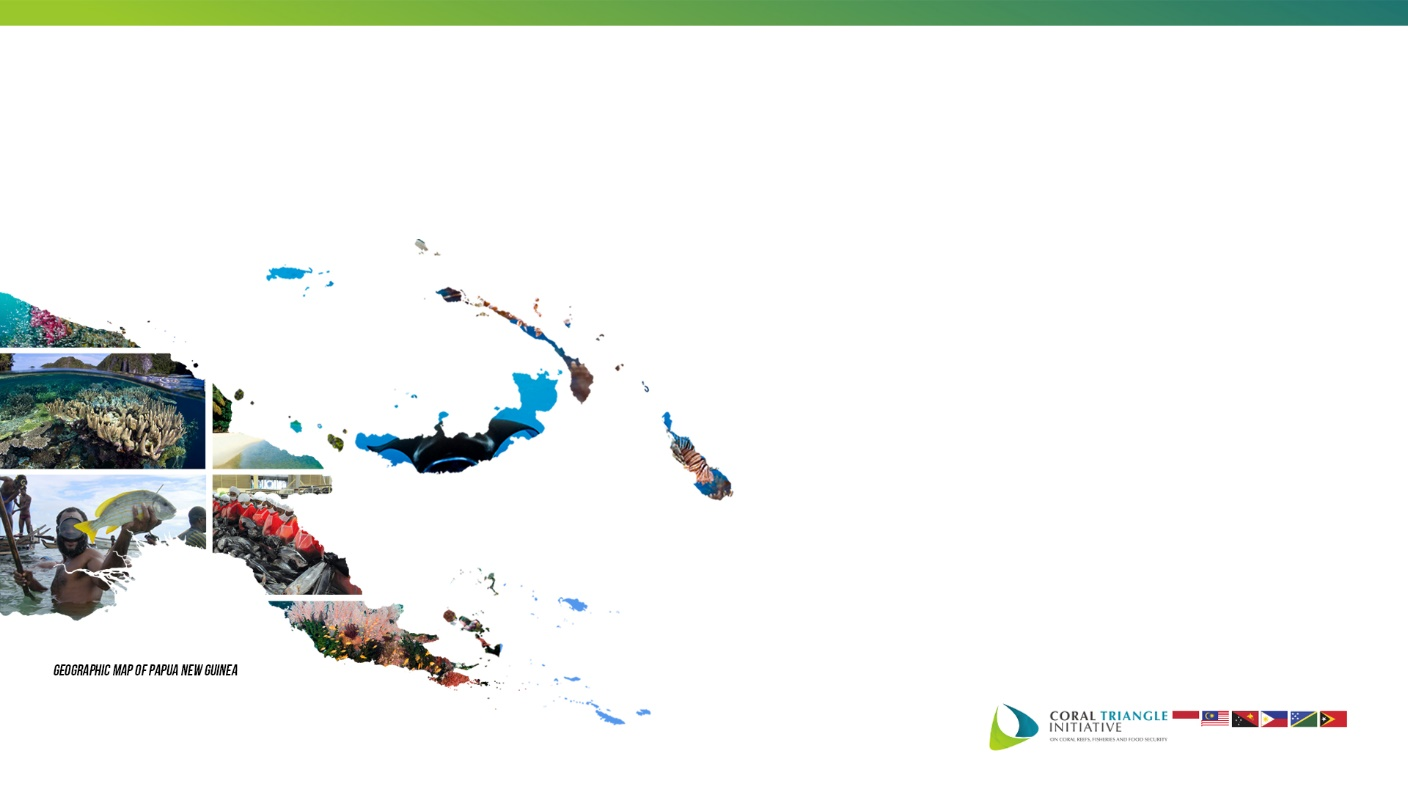 GEOGRAPHIC MAP OF PAPUA NEW GUINEA
CORAL TRIANGLE
INITIATIVE
ON CORAL REEFS, FISHERIES AND FOOD SECURITY